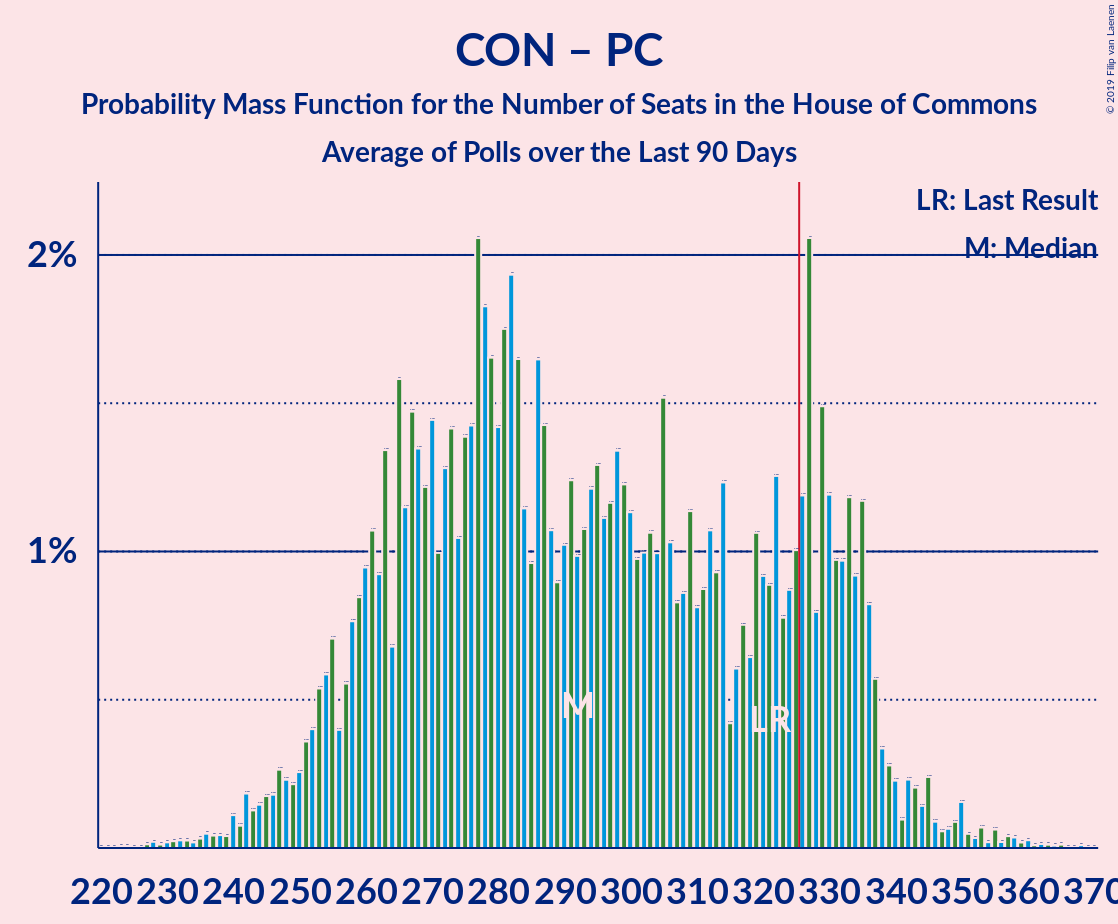 © 2019 Filip van Laenen
CON – PC
Probability Mass Function for the Number of Seats in the House of Commons
Average of Polls over the Last 90 Days
LR: Last Result
M: Median
2%
1%
M
LR
220 230 240 250 260 270 280 290 300 310 320 330 340 350 360 370